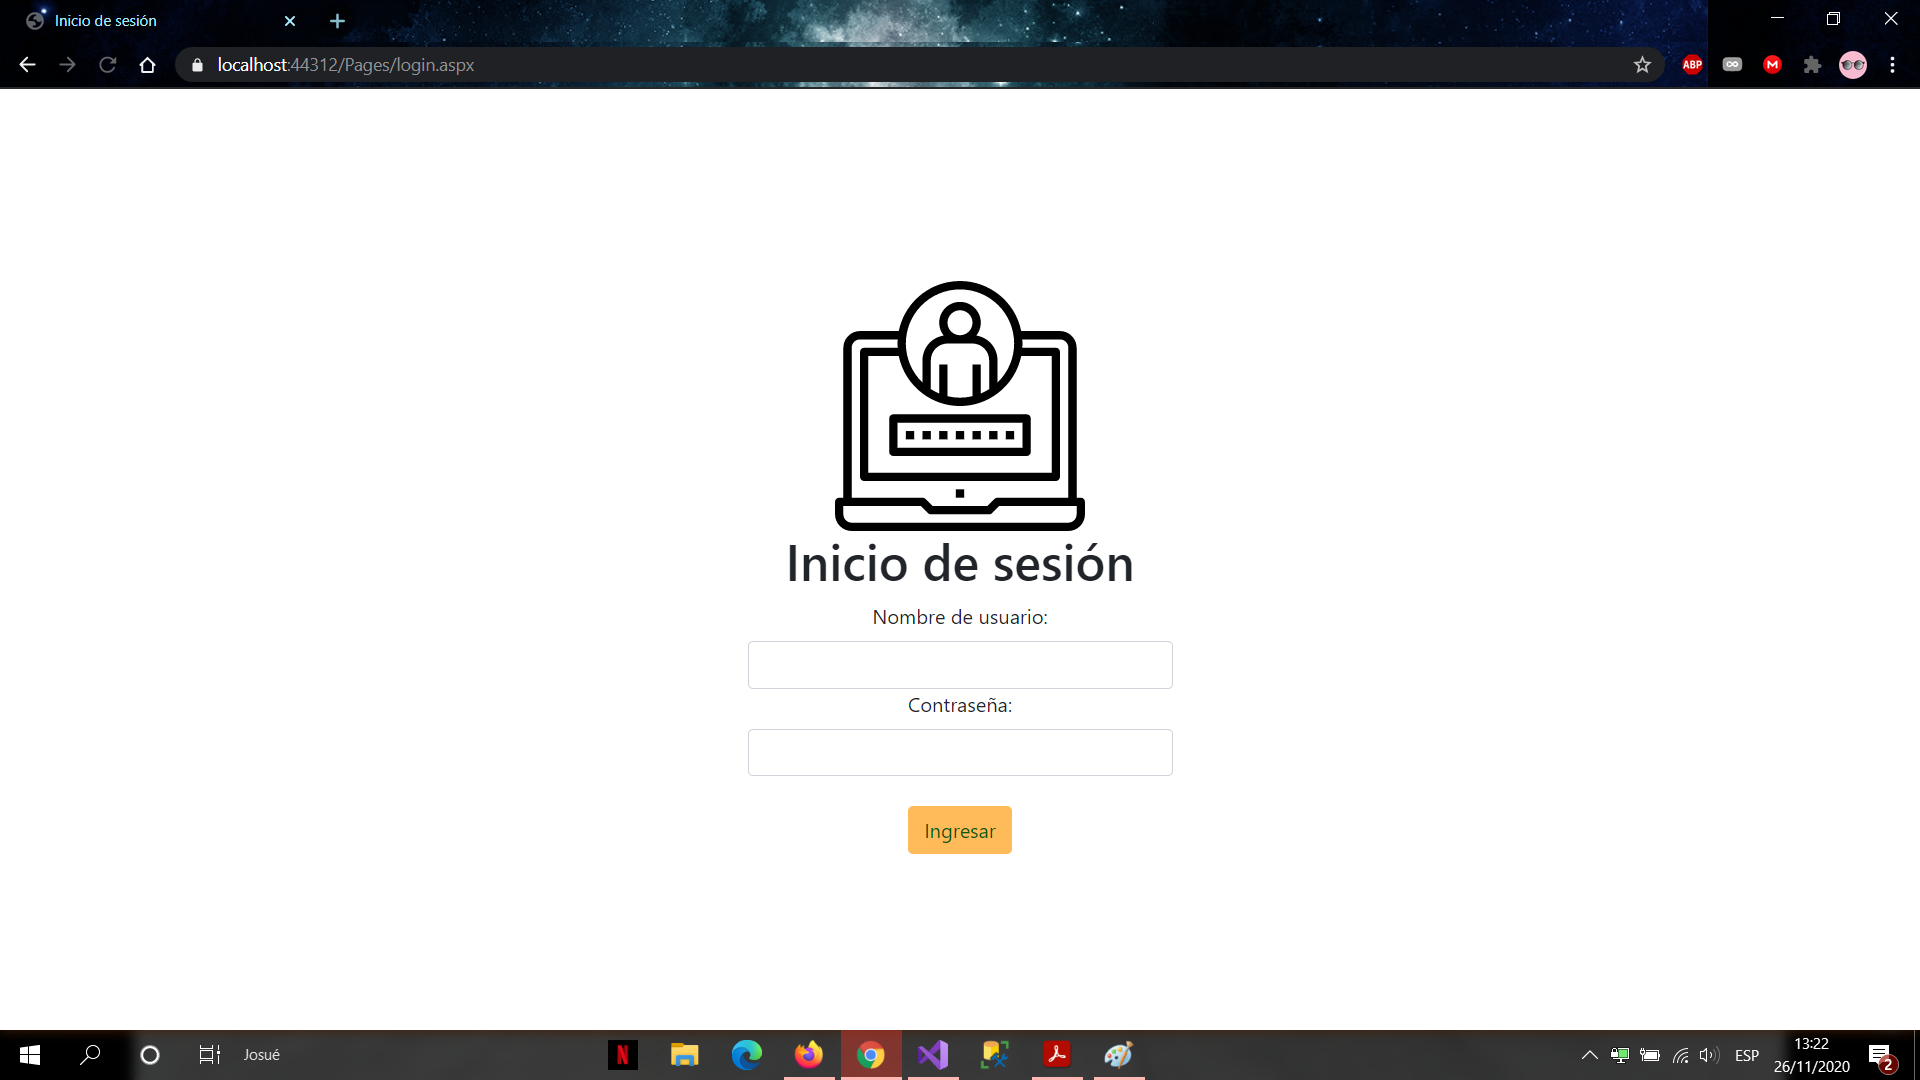 Inicio de sesión
localhost:44312/Pages/login.aspx
ABP
M
Inicio de sesión
Nombre de usuario:
Contraseña:
Ingresar
Josué
N
ESP
13:22
26/11/2020
2